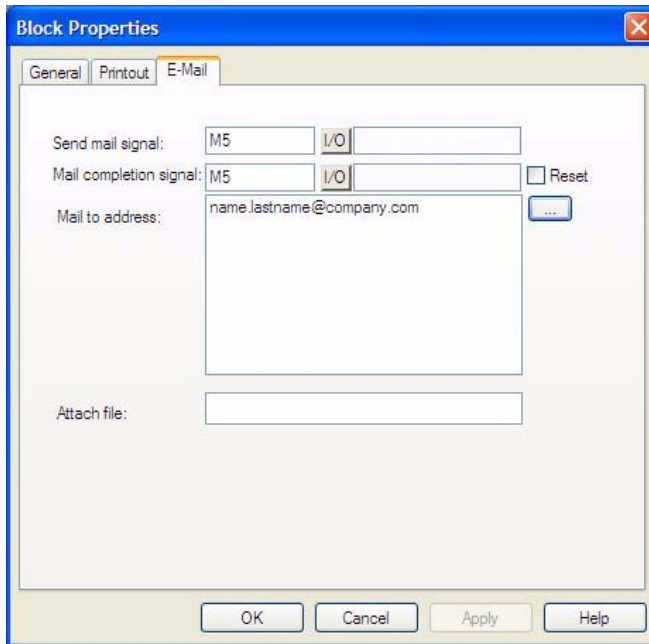 Block Properties
General Printout E-Mail
Send mail signal: M5 I/O
Mail completion signal: M5 I/O Reset
Mail to address: name.lastname@company.com ...
Attach file:
OK Cancel Apply Help